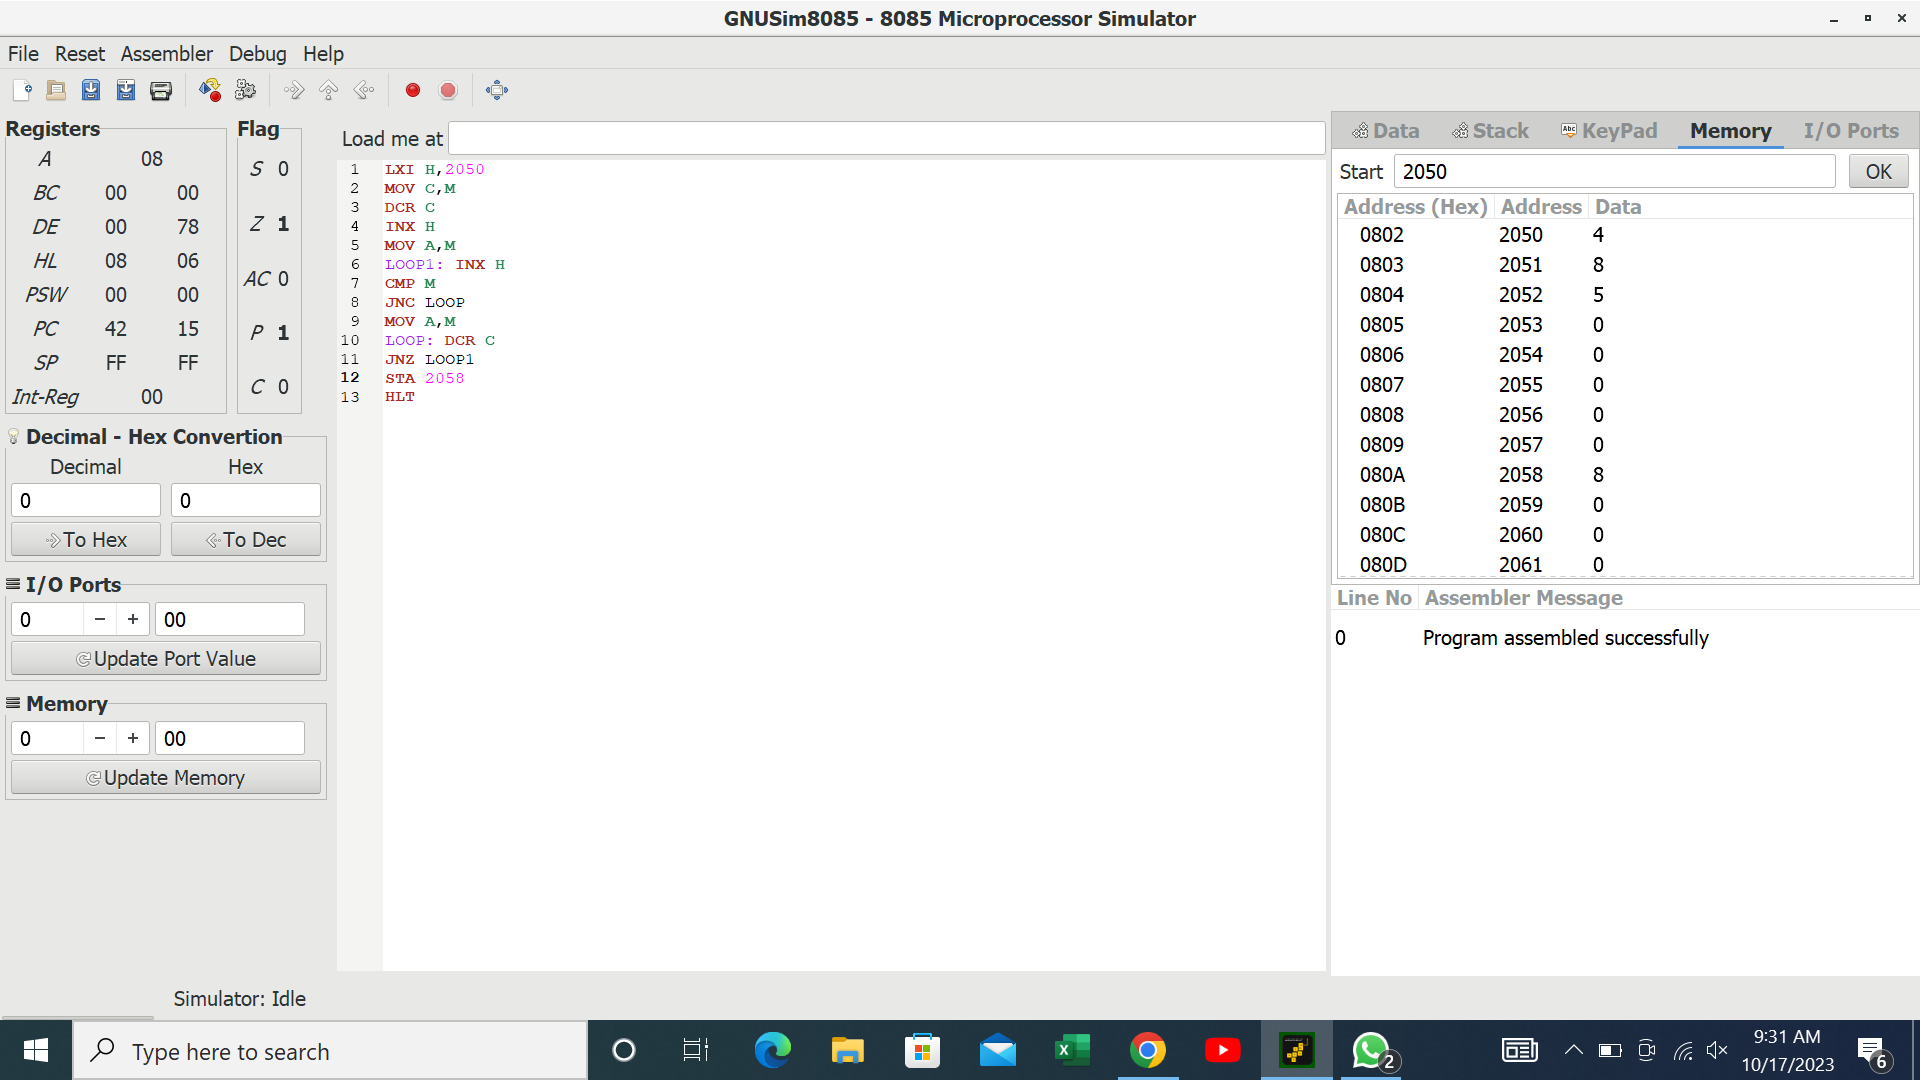 GNUSim8085 - 8085 Microprocessor Simulator
File Reset Assembler Debug Help
Registers
A 08
BC 00 00
DE 00 78
HL 08 06
PSW 00 00
PC 42 15
SP FF FF
Int-Reg 00
Flag
S 0
Z 1
AC 0
P 1
C 0
Decimal - Hex Convertion
Decimal Hex
0 0
To Hex To Dec
I/O Ports
0 − + 00
Update Port Value
Memory
0 − + 00
Update Memory
Load me at
1 LXI H,2050
2 MOV C,M
3 DCR C
4 INX H
5 MOV A,M
6 LOOP1: INX H
7 CMP M
8 JNC LOOP
9 MOV A,M
10 LOOP: DCR C
11 JNZ LOOP1
12 STA 2058
13 HLT
Data Stack Abc KeyPad Memory I/O Ports
Start 2050 OK
Address (Hex) Address Data
0802 2050 4
0803 2051 8
0804 2052 5
0805 2053 0
0806 2054 0
0807 2055 0
0808 2056 0
0809 2057 0
080A 2058 8
080B 2059 0
080C 2060 0
080D 2061 0
Line No Assembler Message
0 Program assembled successfully
Simulator: Idle
Type here to search
2
9:31 AM
10/17/2023
6